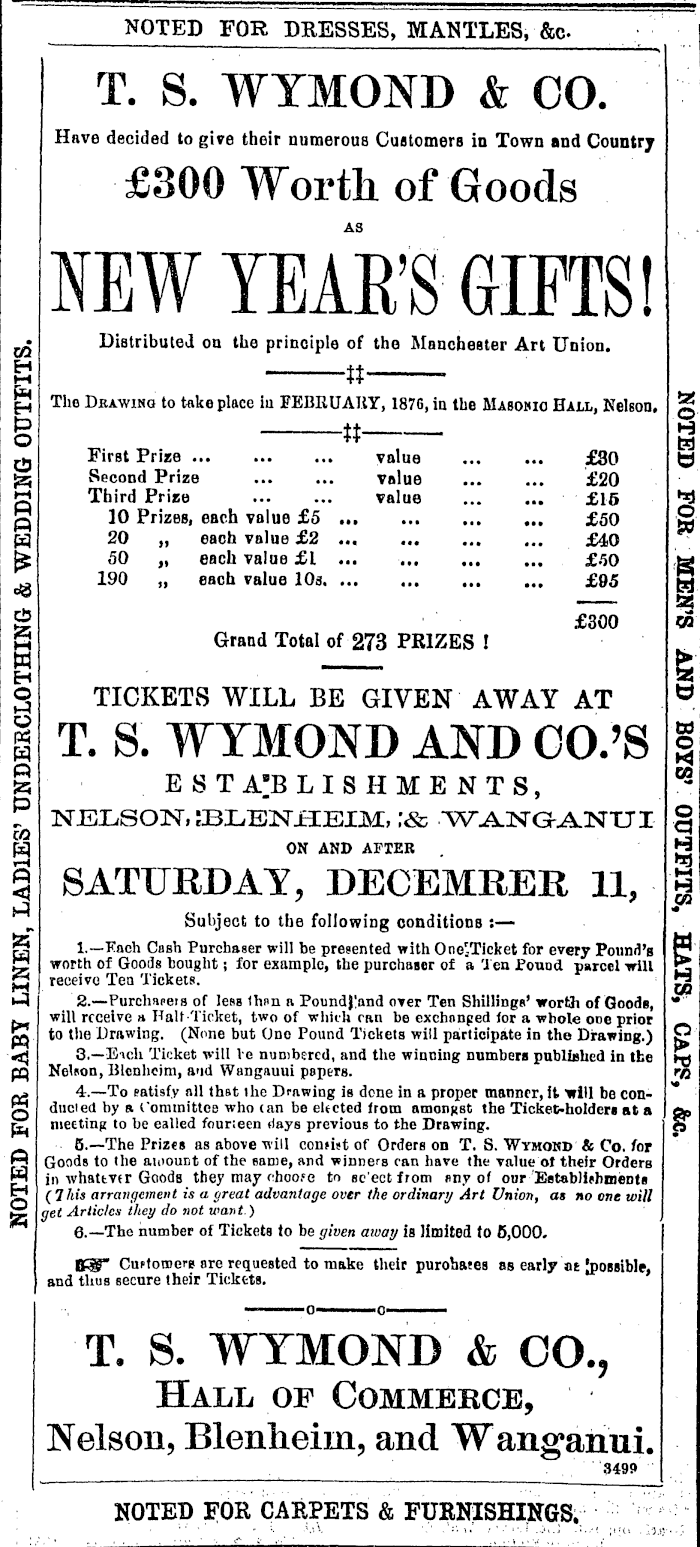 NOTED FOR DRESSES, MANTLES, &c.
T. S. WYMOND & CO.
Have decided to give their numerous Customers in Town and Country
£300 Worth of Goods
AS
NEW YEAR'S GIFTS!
Distributed on the principle of the Manchester Art Union.
‡‡
The DRAWING to take place in FEBRUARY, 1876, in the MASONIC HALL, Nelson.
‡‡
First Prize ... ... ... value ... ... £30
Second Prize ... ... value ... ... £20
Third Prize ... ... value ... ... £15
10 Prizes, each value £5 ... ... ... ... £50
20 „ each value £2 ... ... ... ... £40
50 „ each value £1 ... ... ... ... £50
190 „ each value 10s. ... ... ... ... £95
£300
Grand Total of 273 PRIZES !
TICKETS WILL BE GIVEN AWAY AT
T. S. WYMOND AND CO.'S
ESTABLISHMENTS,
NELSON, BLENHEIM, & WANGANUI
ON AND AFTER
SATURDAY, DECEMRER 11,
Subject to the following conditions :—
1.—Each Cash Purchaser will be presented with One Ticket for every Pound's
worth of Goods bought ; for example, the purchaser of a Ten Pound parcel will
receive Ten Tickets.
2.—Purchasers of less than a Pound and over Ten Shillings' worth of Goods,
will receive a Half-Ticket, two of which can be exchanged for a whole one prior
to the Drawing. (None but One Pound Tickets will participate in the Drawing.)
3.—Each Ticket will be numbered, and the winning numbers published in the
Nelson, Blenheim, and Wanganui papers.
4.—To satisfy all that the Drawing is done in a proper manner, it will be con-
ducted by a Committee who can be elected from amongst the Ticket-holders at a
meeting to be called fourteen days previous to the Drawing.
5.—The Prizes as above will consist of Orders on T. S. WYMOND & Co. for
Goods to the amount of the same, and winners can have the value of their Orders
in whatever Goods they may choose to select from any of our Establishments
(This arrangement is a great advantage over the ordinary Art Union, as no one will
get Articles they do not want.)
6.—The number of Tickets to be given away is limited to 5,000.
☞ Customers are requested to make their purchases as early as possible,
and thus secure their Tickets.
T. S. WYMOND & CO.,
HALL OF COMMERCE,
Nelson, Blenheim, and Wanganui.
3499
NOTED FOR CARPETS & FURNISHINGS.
NOTED FOR BABY LINEN, LADIES' UNDERCLOTHING & WEDDING OUTFITS.
NOTED FOR MEN'S AND BOYS' OUTFITS, HATS, CAPS, &c.